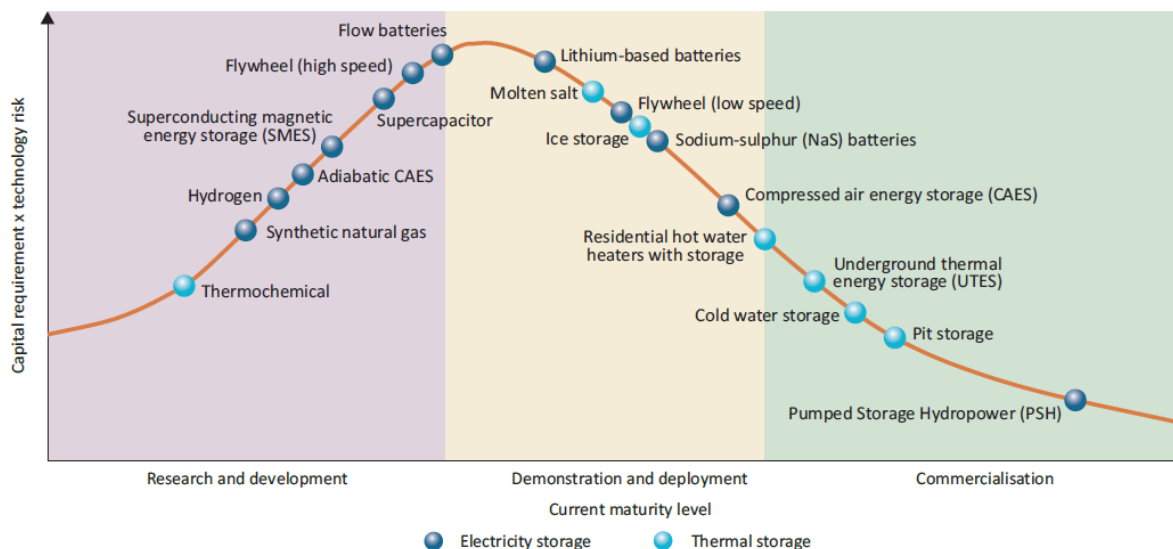 Capital requirement x technology risk
Flow batteries
Flywheel (high speed)
Supercapacitor
Superconducting magnetic
energy storage (SMES)
Adiabatic CAES
Hydrogen
Synthetic natural gas
Thermochemical
Lithium-based batteries
Molten salt
Flywheel (low speed)
Ice storage
Sodium-sulphur (NaS) batteries
Compressed air energy storage (CAES)
Residential hot water
heaters with storage
Underground thermal
energy storage (UTES)
Cold water storage
Pit storage
Pumped Storage Hydropower (PSH)
Research and development
Demonstration and deployment
Commercialisation
Current maturity level
Electricity storage
Thermal storage